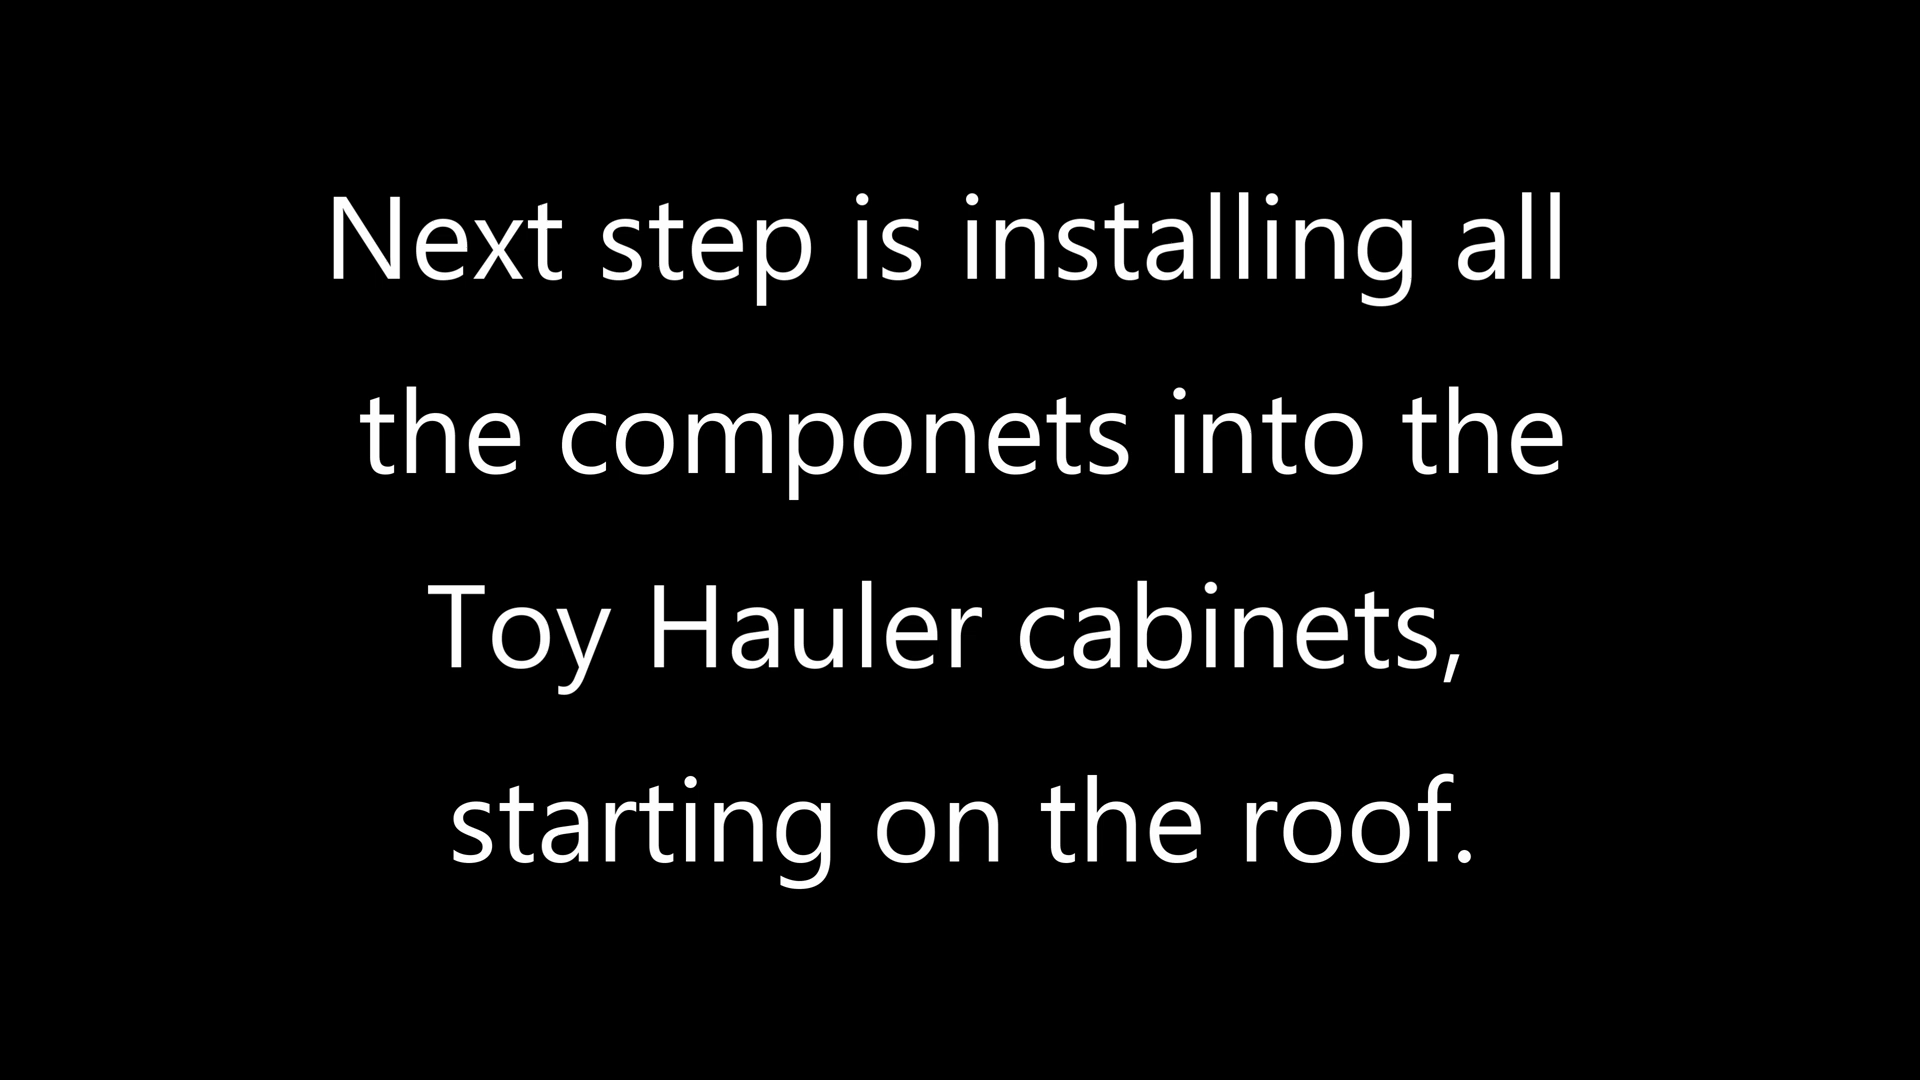 Next step is installing all
the componets into the
Toy Hauler cabinets,
starting on the roof.